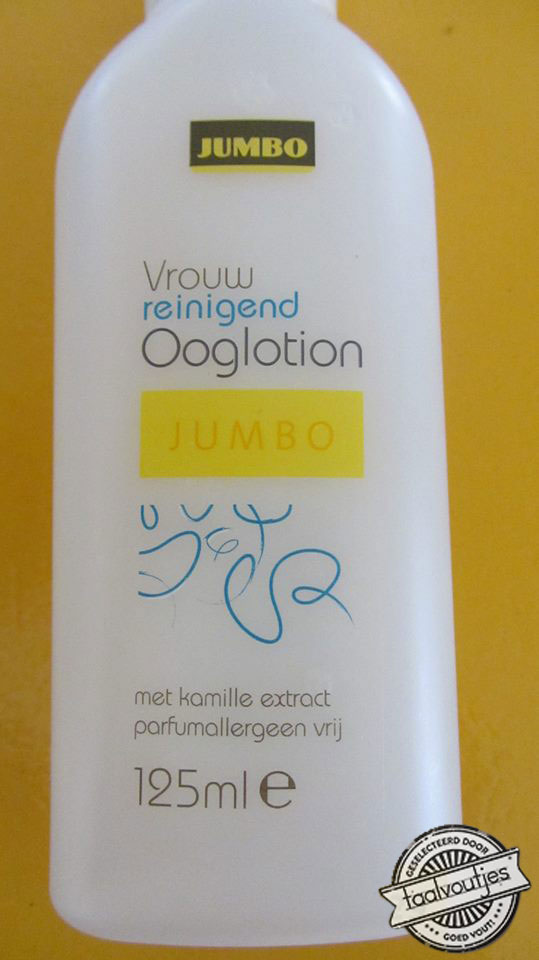 JUMBO
Vrouw
reinigend
Ooglotion
JUMBO
met kamille extract
parfumallergeen vrij
125ml e
GESELECTEERD DOOR
taalvoutjes
GOED VOUT!